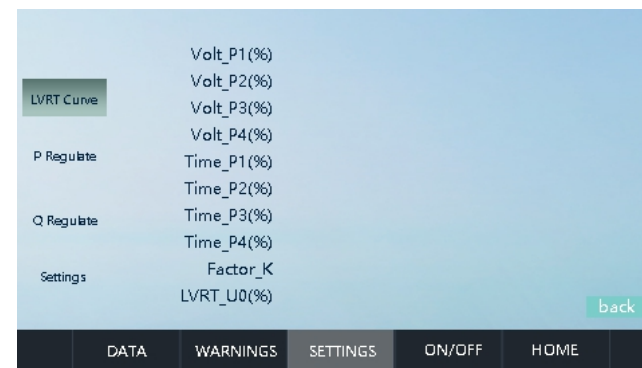 LVRT Curve
P Regulate
Q Regulate
Settings
Volt_P1(%)
Volt_P2(%)
Volt_P3(%)
Volt_P4(%)
Time_P1(%)
Time_P2(%)
Time_P3(%)
Time_P4(%)
Factor_K
LVRT_U0(%)
back
DATA WARNINGS SETTINGS ON/OFF HOME